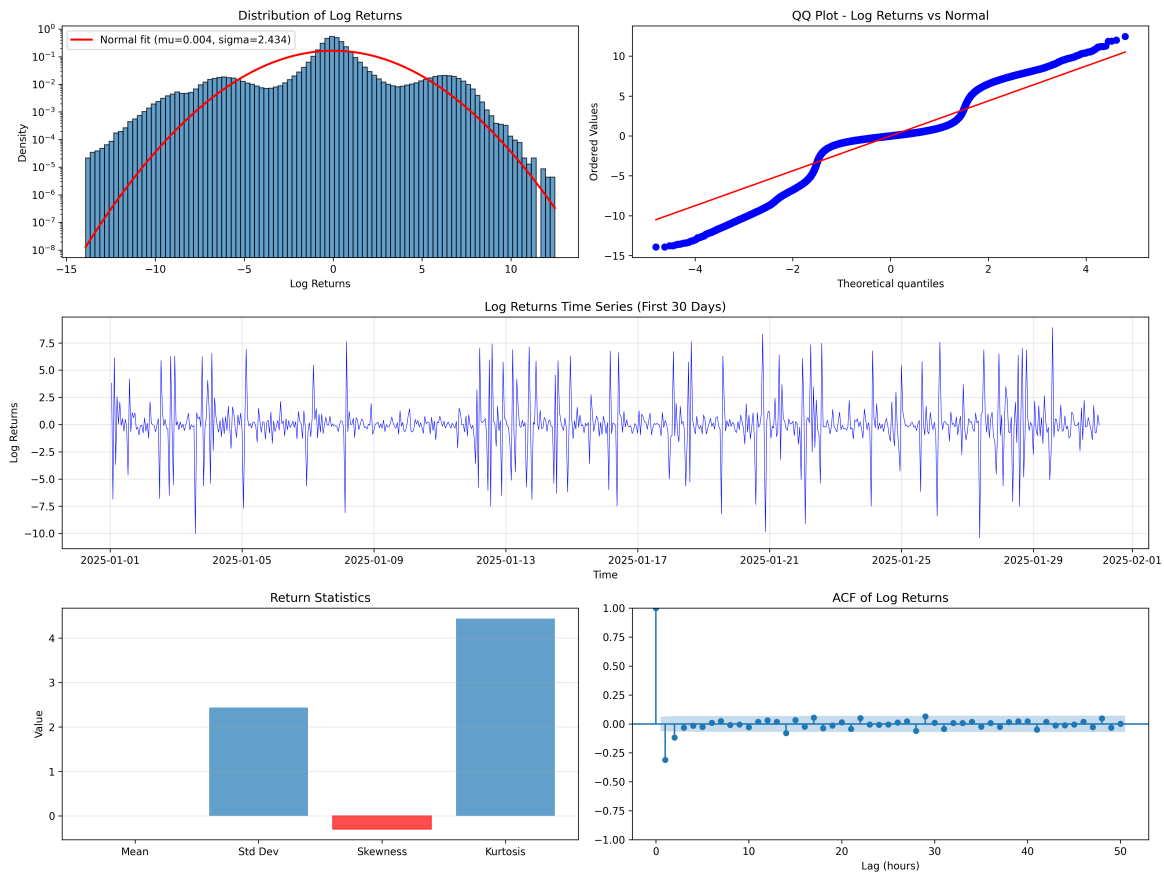 Distribution of Log Returns
Normal fit (mu=0.004, sigma=2.434)
10⁰
10⁻¹
10⁻²
10⁻³
10⁻⁴
10⁻⁵
10⁻⁶
10⁻⁷
10⁻⁸
Density
−15 −10 −5 0 5 10
Log Returns
QQ Plot - Log Returns vs Normal
10
5
0
−5
−10
−15
Ordered Values
−4 −2 0 2 4
Theoretical quantiles
Log Returns Time Series (First 30 Days)
7.5
5.0
2.5
0.0
−2.5
−5.0
−7.5
−10.0
Log Returns
2025-01-01 2025-01-05 2025-01-09 2025-01-13 2025-01-17 2025-01-21 2025-01-25 2025-01-29 2025-02-01
Time
Return Statistics
4
3
2
1
0
Value
Mean Std Dev Skewness Kurtosis
ACF of Log Returns
1.00
0.75
0.50
0.25
0.00
−0.25
−0.50
−0.75
−1.00
0 10 20 30 40 50
Lag (hours)